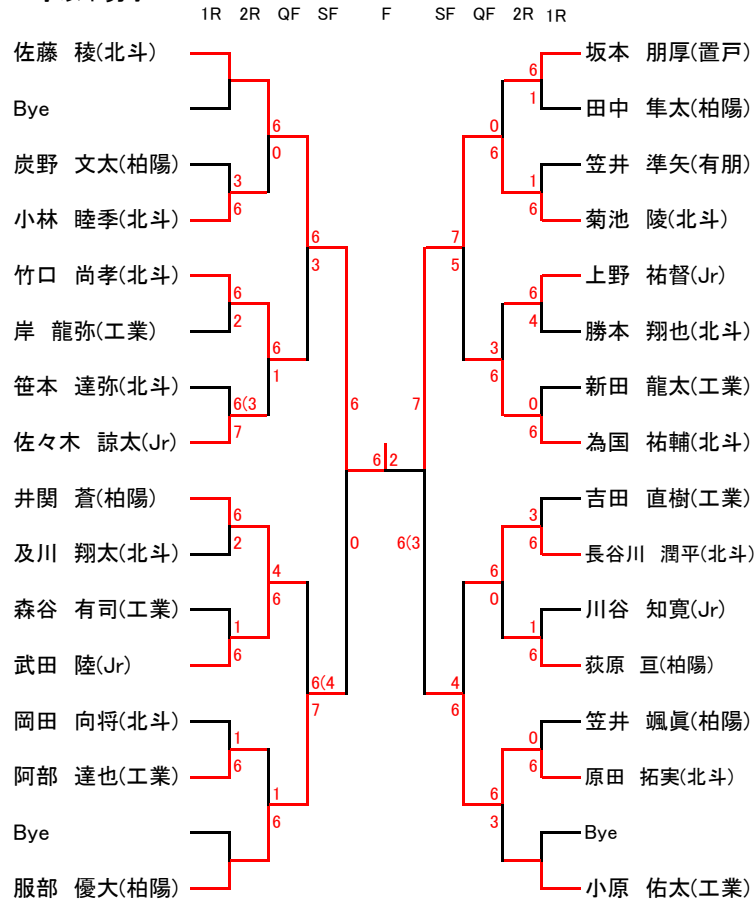 1R 2R QF SF F SF QF 2R 1R
佐藤 稜(北斗)
Bye
炭野 文太(柏陽)
小林 睦季(北斗)
竹口 尚孝(北斗)
岸 龍弥(工業)
笹本 達弥(北斗)
佐々木 諒太(Jr)
井関 蒼(柏陽)
及川 翔太(北斗)
森谷 有司(工業)
武田 陸(Jr)
岡田 向将(北斗)
阿部 達也(工業)
Bye
服部 優大(柏陽)
3
6
6
2
6(3
7
6
2
1
6
1
6
6
0
6
1
4
6
1
6
6
3
6(4
7
6
0
6 2
7
6(3
7
5
4
6
0
6
3
6
6
0
6
3
6
1
1
6
6
4
0
6
3
6
1
6
0
6
坂本 朋厚(置戸)
田中 隼太(柏陽)
笠井 準矢(有朋)
菊池 陵(北斗)
上野 祐督(Jr)
勝本 翔也(北斗)
新田 龍太(工業)
為国 祐輔(北斗)
吉田 直樹(工業)
長谷川 潤平(北斗)
川谷 知寛(Jr)
荻原 亘(柏陽)
笠井 颯眞(柏陽)
原田 拓実(北斗)
Bye
小原 佑太(工業)